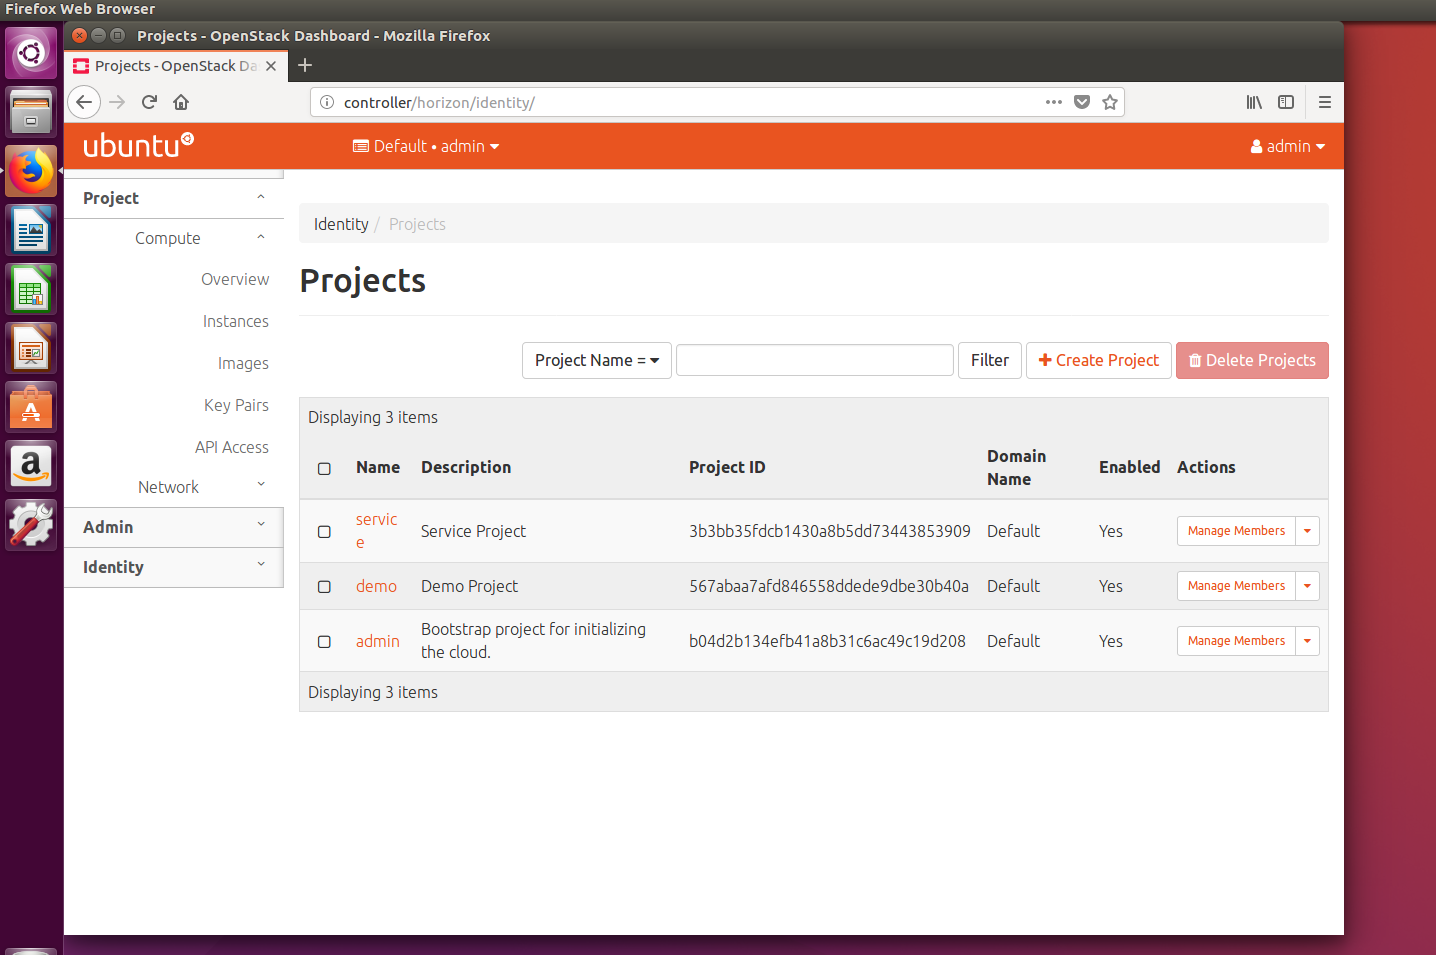 Firefox Web Browser
Projects - OpenStack Dashboard - Mozilla Firefox
Projects - OpenStack Da
controller/horizon/identity/
ubuntu
Default • admin
admin
Project
Compute
Overview
Instances
Images
Key Pairs
API Access
Network
Admin
Identity
Identity / Projects
Projects
Project Name =
Filter
Create Project
Delete Projects
Displaying 3 items
Name Description Project ID Domain Name Enabled Actions
service Service Project 3b3bb35fdcb1430a8b5dd73443853909 Default Yes Manage Members
demo Demo Project 567abaa7afd846558ddede9dbe30b40a Default Yes Manage Members
admin Bootstrap project for initializing the cloud. b04d2b134efb41a8b31c6ac49c19d208 Default Yes Manage Members
Displaying 3 items